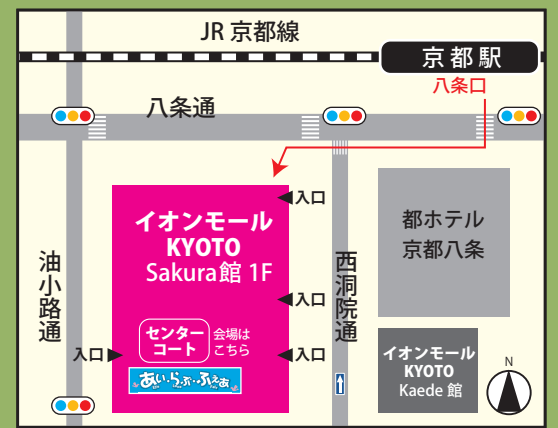 JR 京都線
京都駅
八条口
八条通
入口
イオンモール
KYOTO
Sakura館 1F
都ホテル
京都八条
油小路通
西洞院通
入口
センター
コート
会場は
こちら
入口
入口
あい・らぶ・ふぇあ
イオンモール
KYOTO
Kaede 館
N